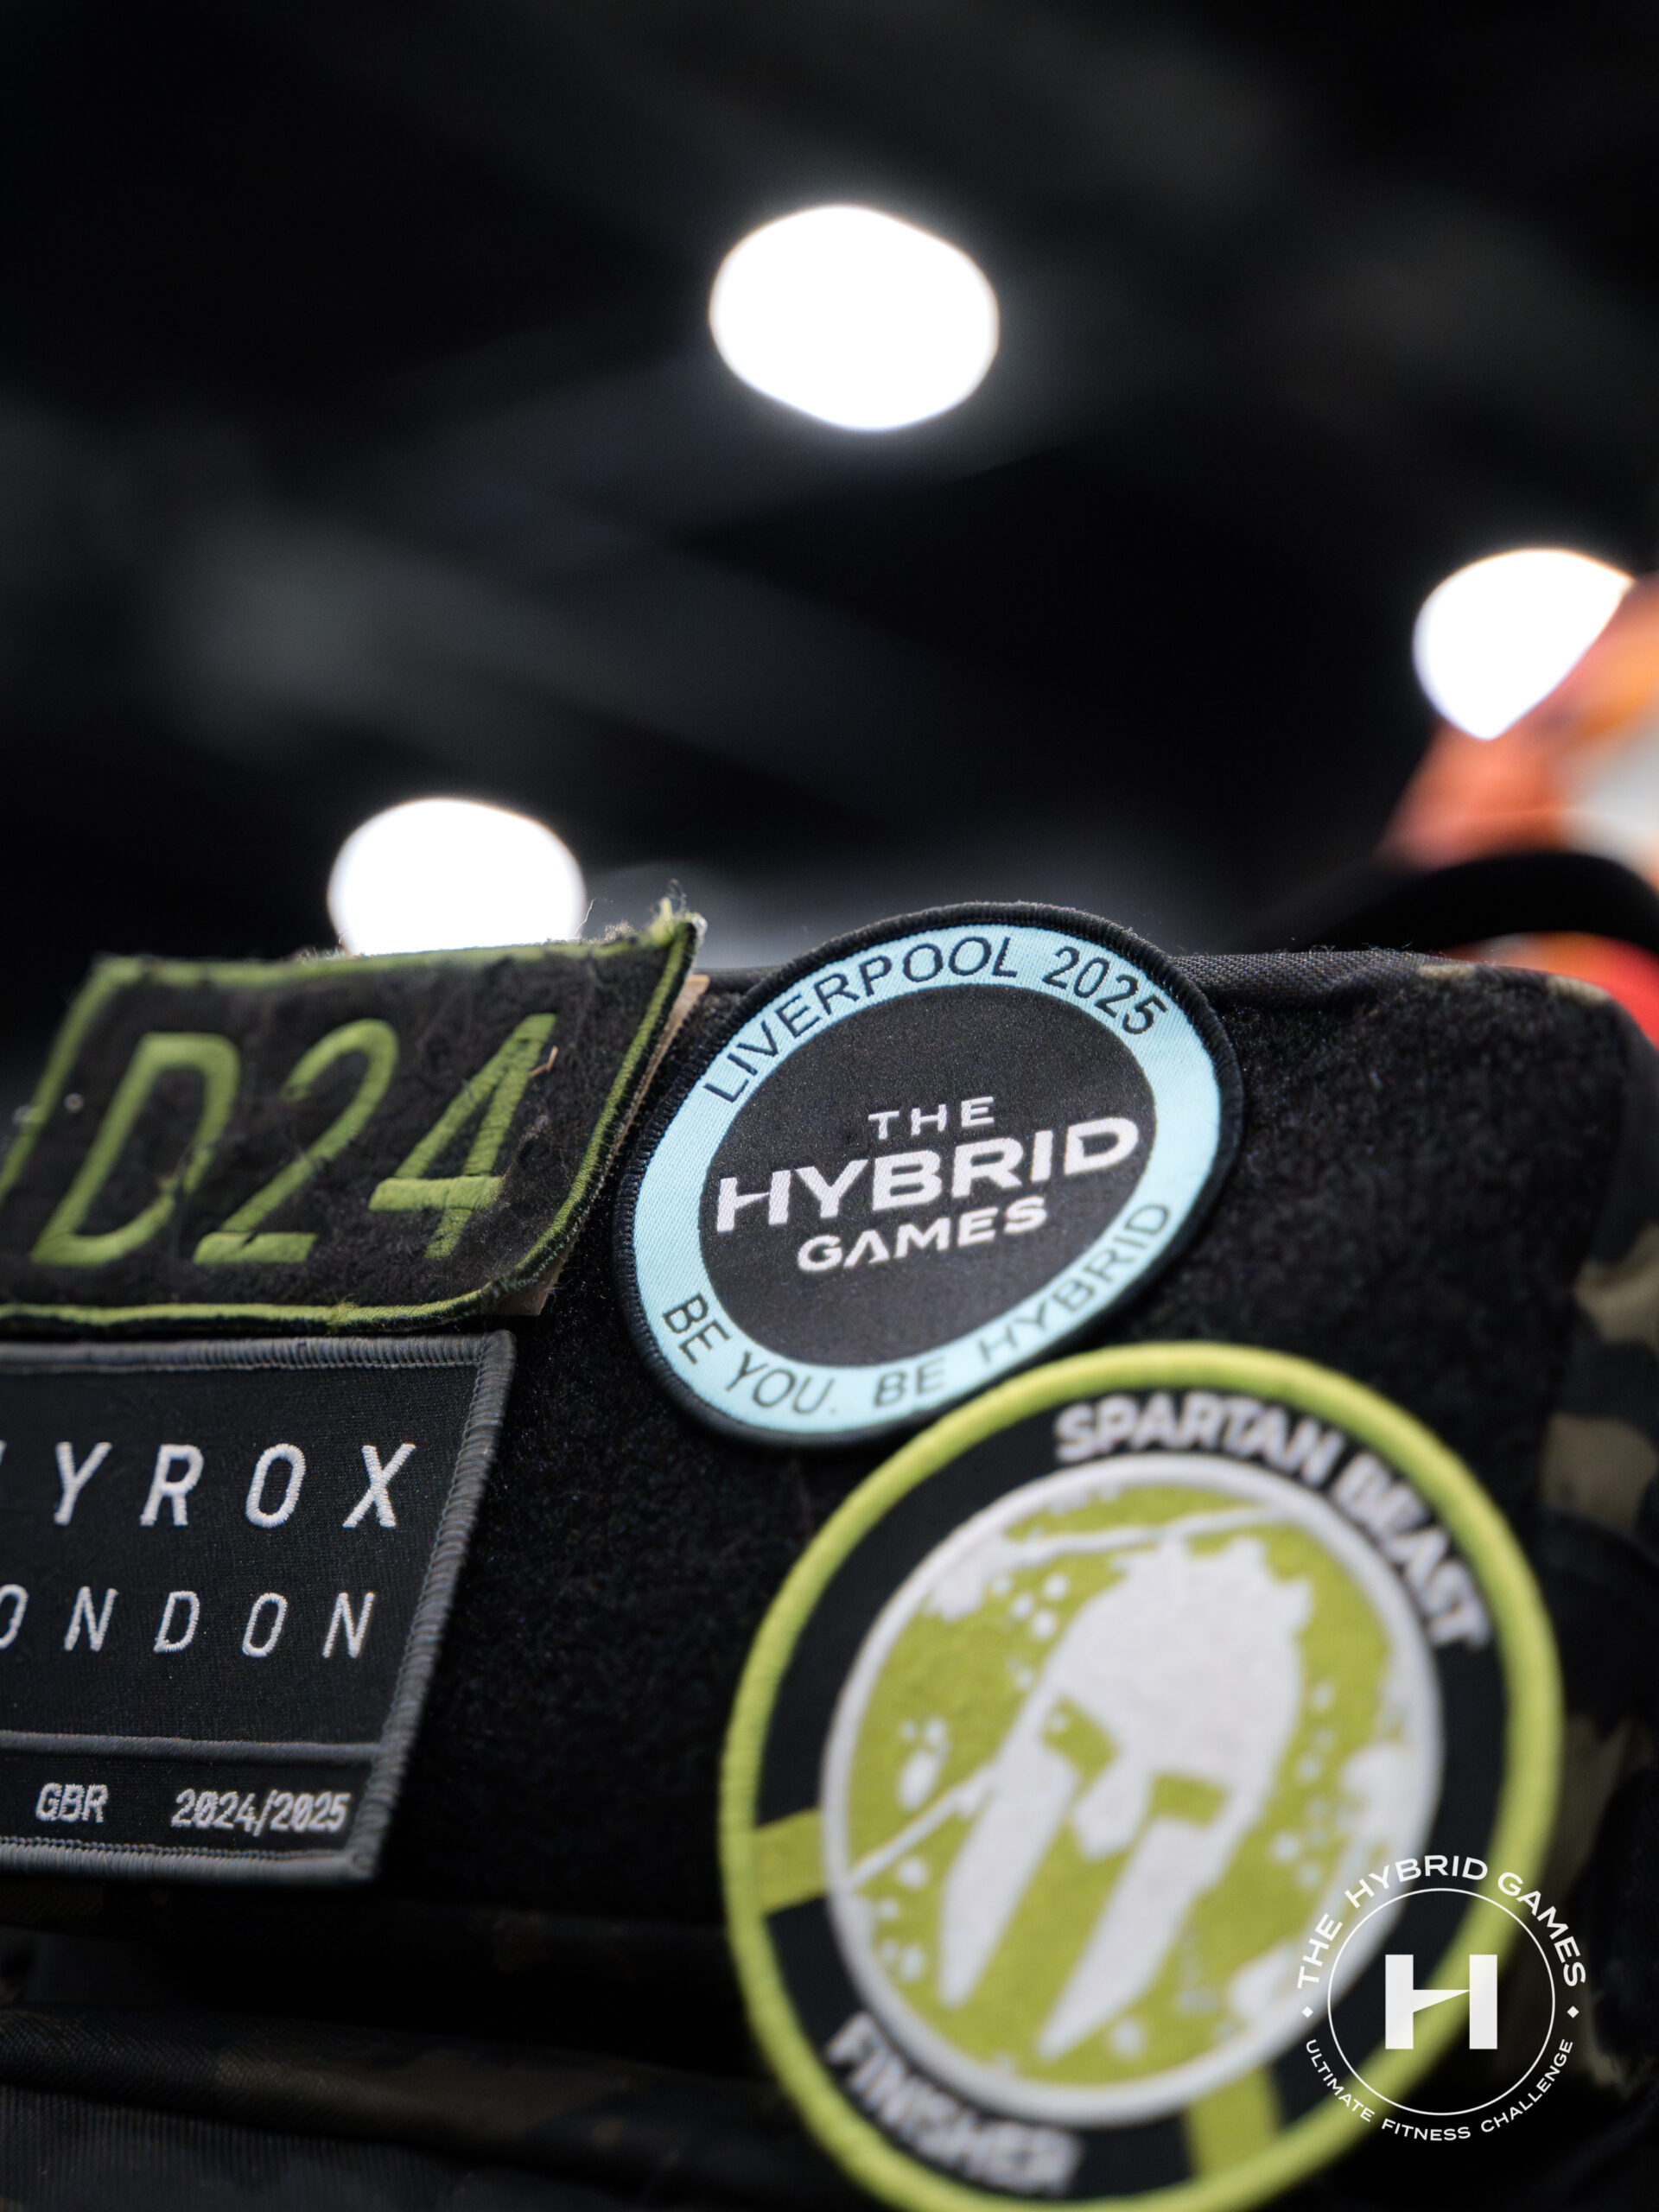 D24
LIVERPOOL 2025
THE
HYBRID
GAMES
BE YOU. BE HYBRID
YROX
ONDON
GBR 2024/2025
SPARTAN BEAST
FINISHER
THE HYBRID GAMES
H
ULTIMATE FITNESS CHALLENGE